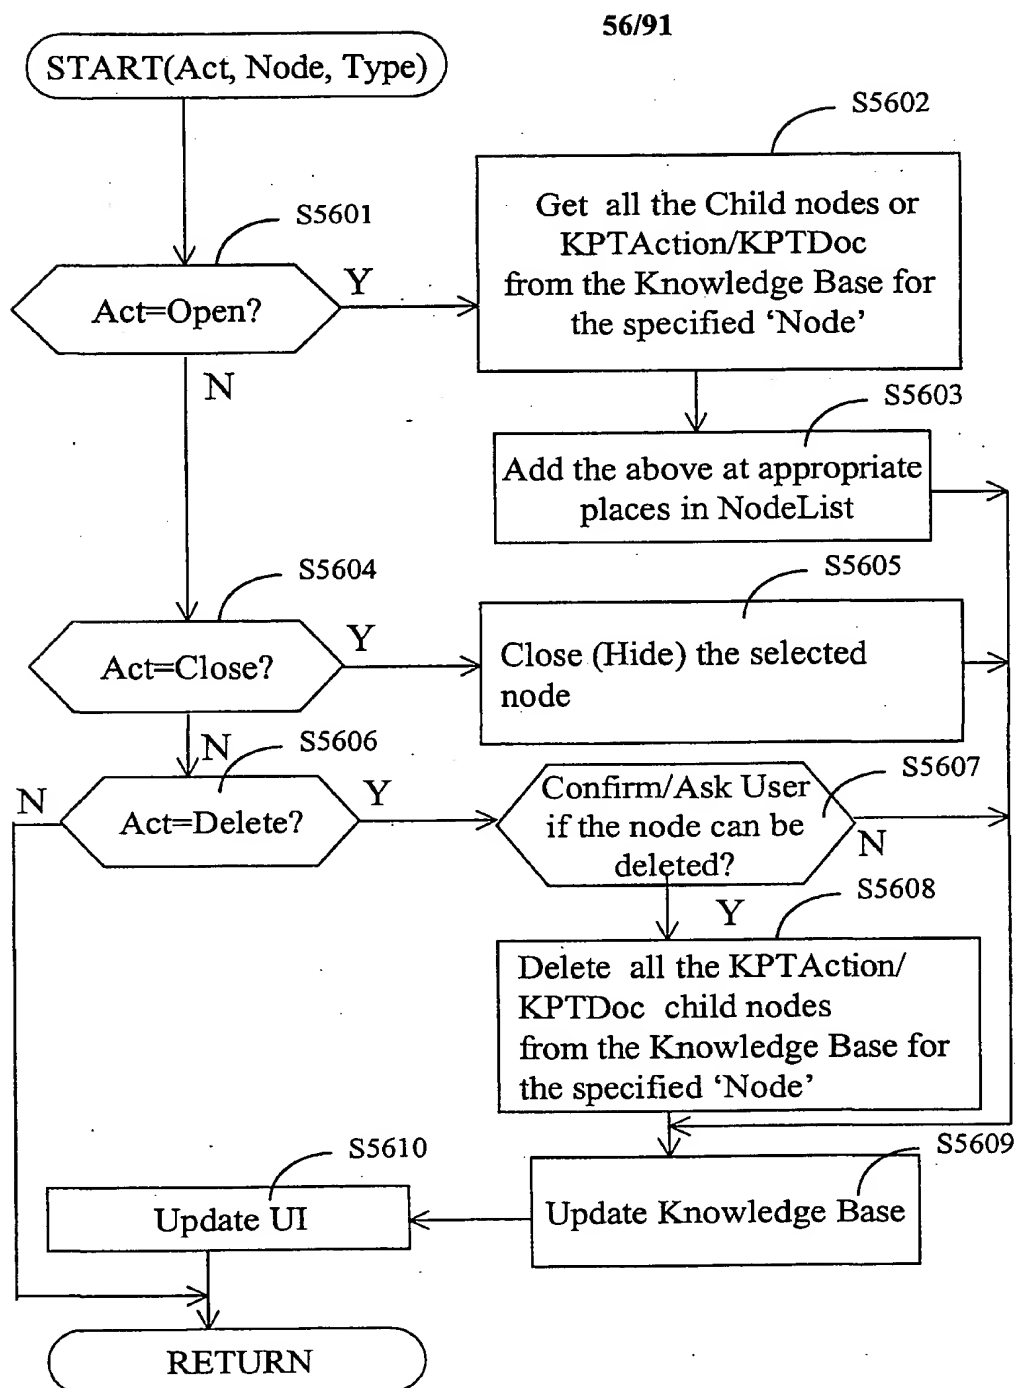 56/91
START(Act, Node, Type)
S5602
Get all the Child nodes or
KPTAction/KPTDoc
from the Knowledge Base for
the specified ‘Node’
S5601
Act=Open?
Y
N
S5603
Add the above at appropriate
places in NodeList
S5604
Act=Close?
Y
N
S5605
Close (Hide) the selected
node
S5606
Act=Delete?
N
Y
S5607
Confirm/Ask User
if the node can be
deleted?
N
Y
S5608
Delete all the KPTAction/
KPTDoc child nodes
from the Knowledge Base for
the specified ‘Node’
S5609
Update Knowledge Base
S5610
Update UI
RETURN